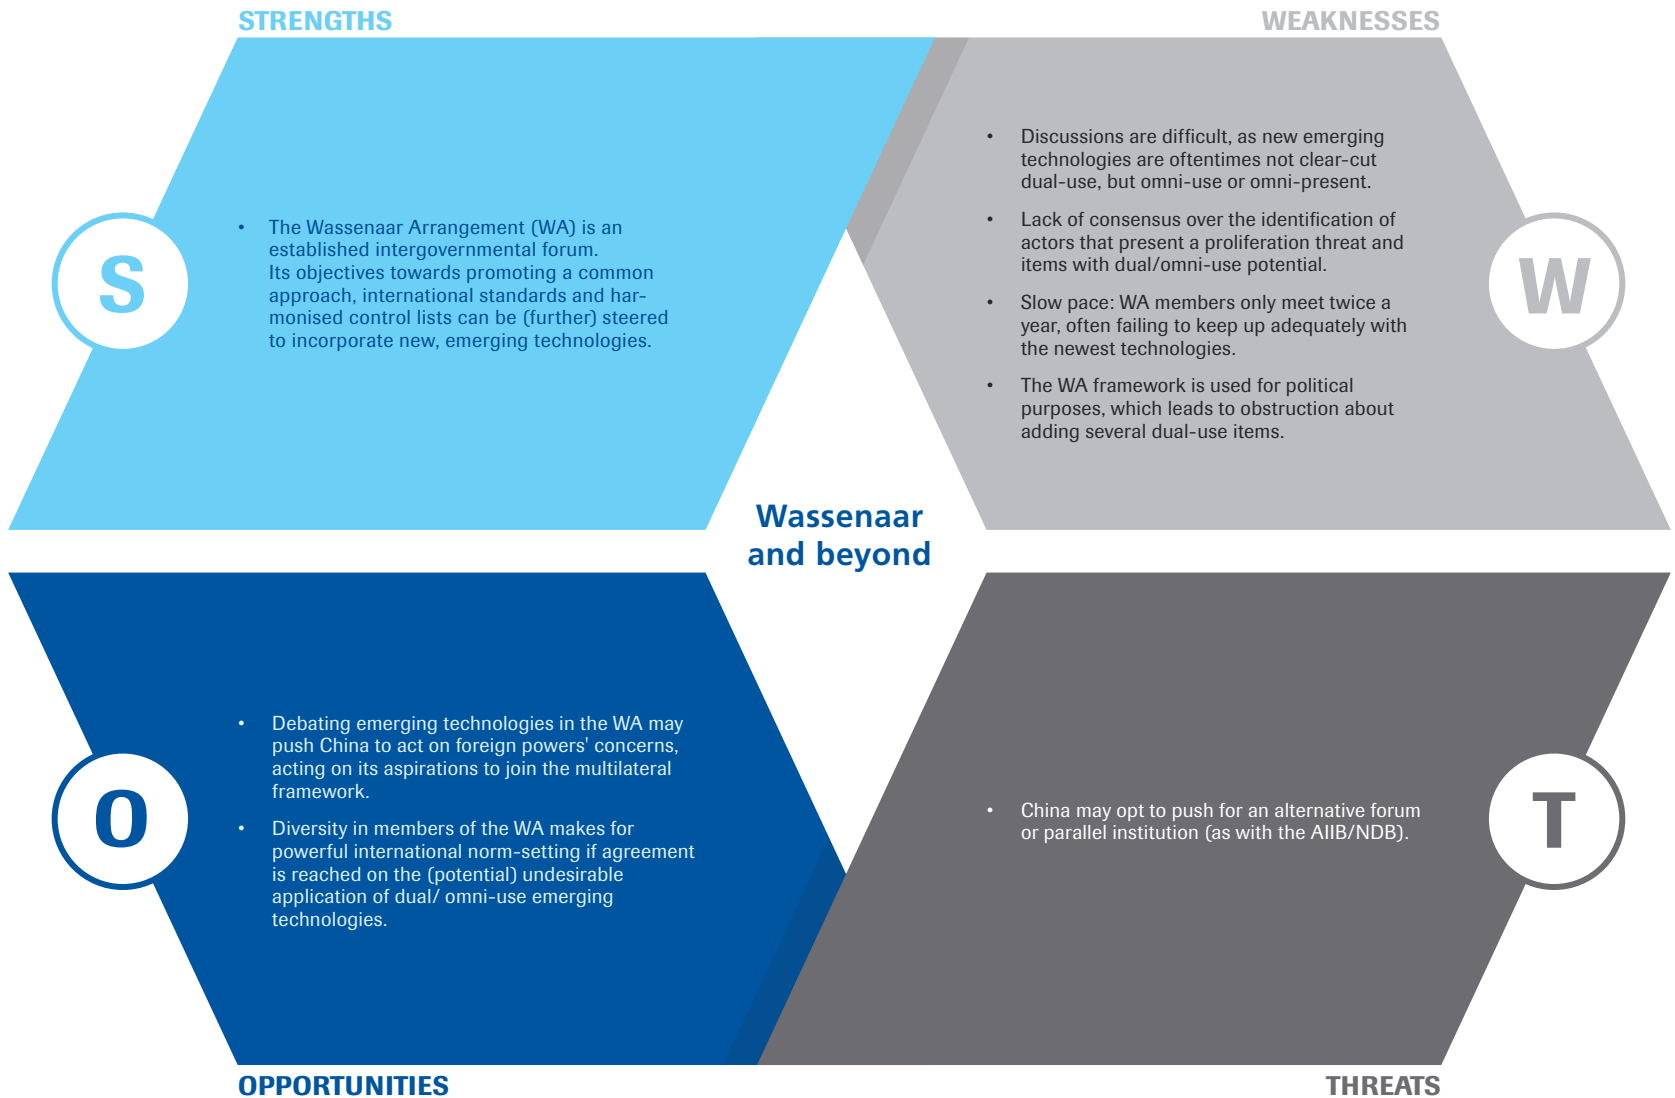 STRENGTHS
S
• The Wassenaar Arrangement (WA) is an
established intergovernmental forum.
Its objectives towards promoting a common
approach, international standards and har-
monised control lists can be (further) steered
to incorporate new, emerging technologies.
WEAKNESSES
• Discussions are difficult, as new emerging
technologies are oftentimes not clear-cut
dual-use, but omni-use or omni-present.
• Lack of consensus over the identification of
actors that present a proliferation threat and
items with dual/omni-use potential.
• Slow pace: WA members only meet twice a
year, often failing to keep up adequately with
the newest technologies.
• The WA framework is used for political
purposes, which leads to obstruction about
adding several dual-use items.
W
Wassenaar
and beyond
O
• Debating emerging technologies in the WA may
push China to act on foreign powers' concerns,
acting on its aspirations to join the multilateral
framework.
• Diversity in members of the WA makes for
powerful international norm-setting if agreement
is reached on the (potential) undesirable
application of dual/ omni-use emerging
technologies.
OPPORTUNITIES
• China may opt to push for an alternative forum
or parallel institution (as with the AIIB/NDB).
T
THREATS